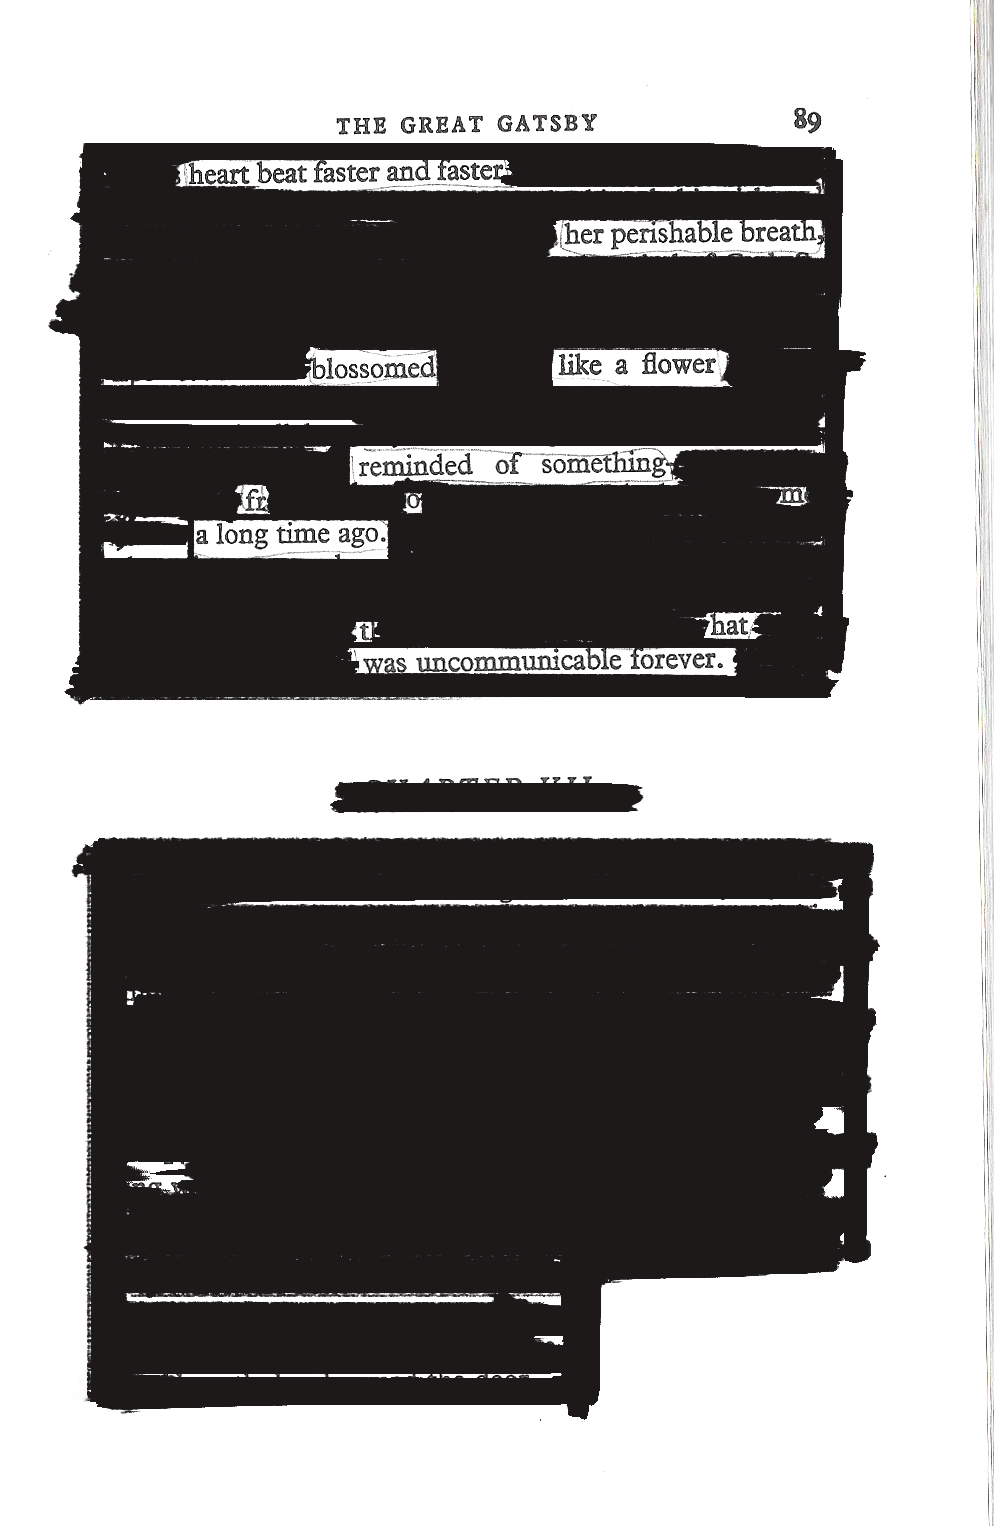 THE GREAT GATSBY 89
heart beat faster and faster
her perishable breath,
blossomed like a flower
reminded of something
fr o m
a long time ago.
t hat
was uncommunicable forever.